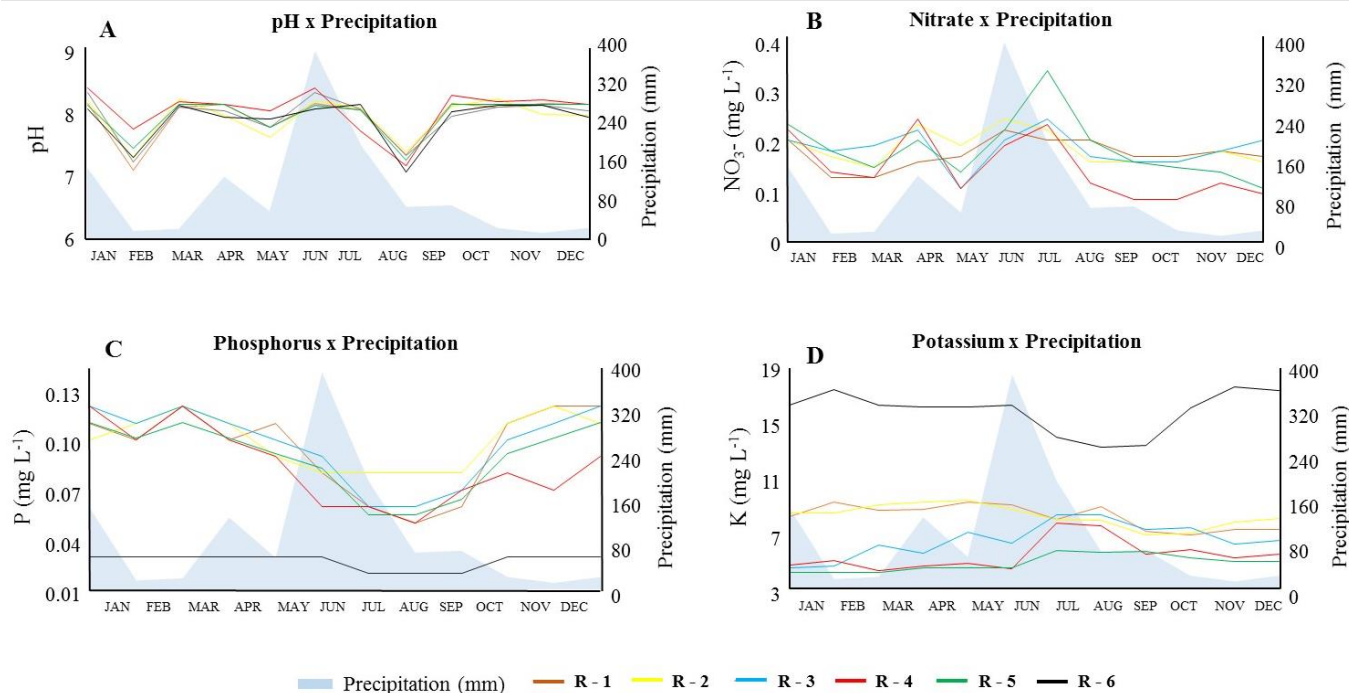 A
pH x Precipitation
pH
9
8
7
6
400
320
240
160
80
0
Precipitation (mm)
JAN FEB MAR APR MAY JUN JUL AUG SEP OCT NOV DEC
B
Nitrate x Precipitation
NO₃- (mg L⁻¹)
0.4
0.3
0.2
0.1
0
400
320
240
160
80
0
Precipitation (mm)
JAN FEB MAR APR MAY JUN JUL AUG SEP OCT NOV DEC
C
Phosphorus x Precipitation
P (mg L⁻¹)
0.13
0.10
0.07
0.04
0.01
400
320
240
160
80
0
Precipitation (mm)
JAN FEB MAR APR MAY JUN JUL AUG SEP OCT NOV DEC
D
Potassium x Precipitation
K (mg L⁻¹)
19
15
11
7
3
400
320
240
160
80
0
Precipitation (mm)
JAN FEB MAR APR MAY JUN JUL AUG SEP OCT NOV DEC
Precipitation (mm) R - 1 R - 2 R - 3 R - 4 R - 5 R - 6